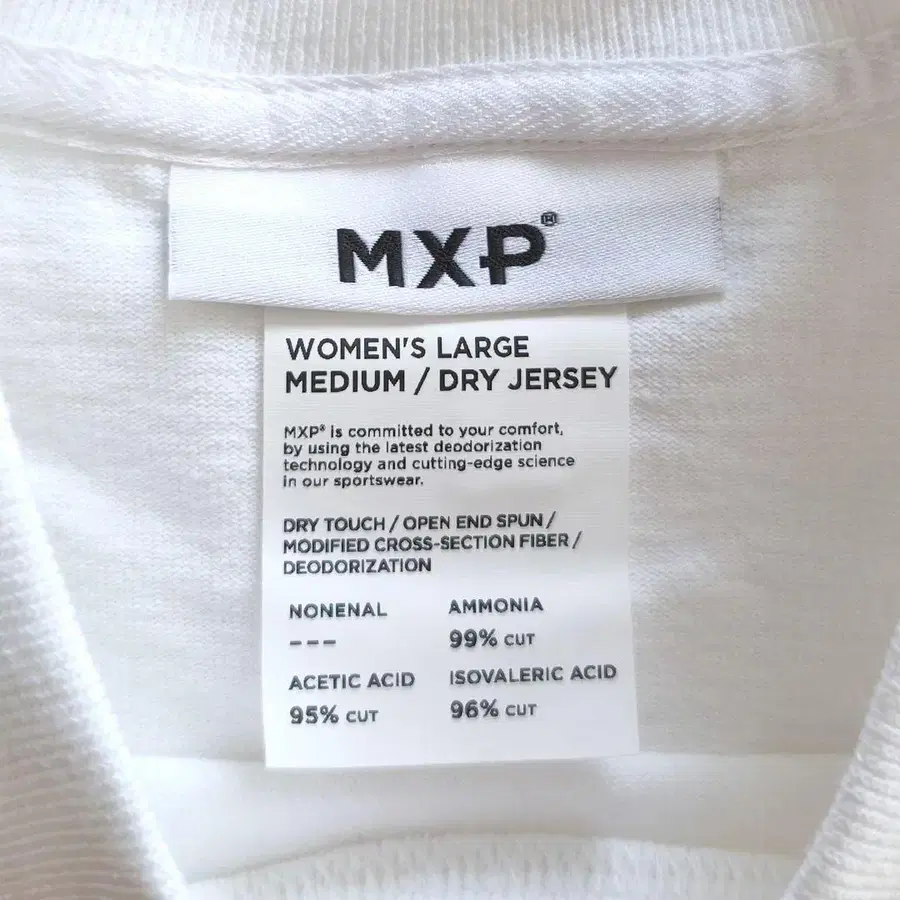 MXP®
WOMEN'S LARGE
MEDIUM / DRY JERSEY
MXP® is committed to your comfort,
by using the latest deodorization
technology and cutting-edge science
in our sportswear.
DRY TOUCH / OPEN END SPUN /
MODIFIED CROSS-SECTION FIBER /
DEODORIZATION
NONENAL AMMONIA
--- 99% CUT
ACETIC ACID ISOVALERIC ACID
95% CUT 96% CUT